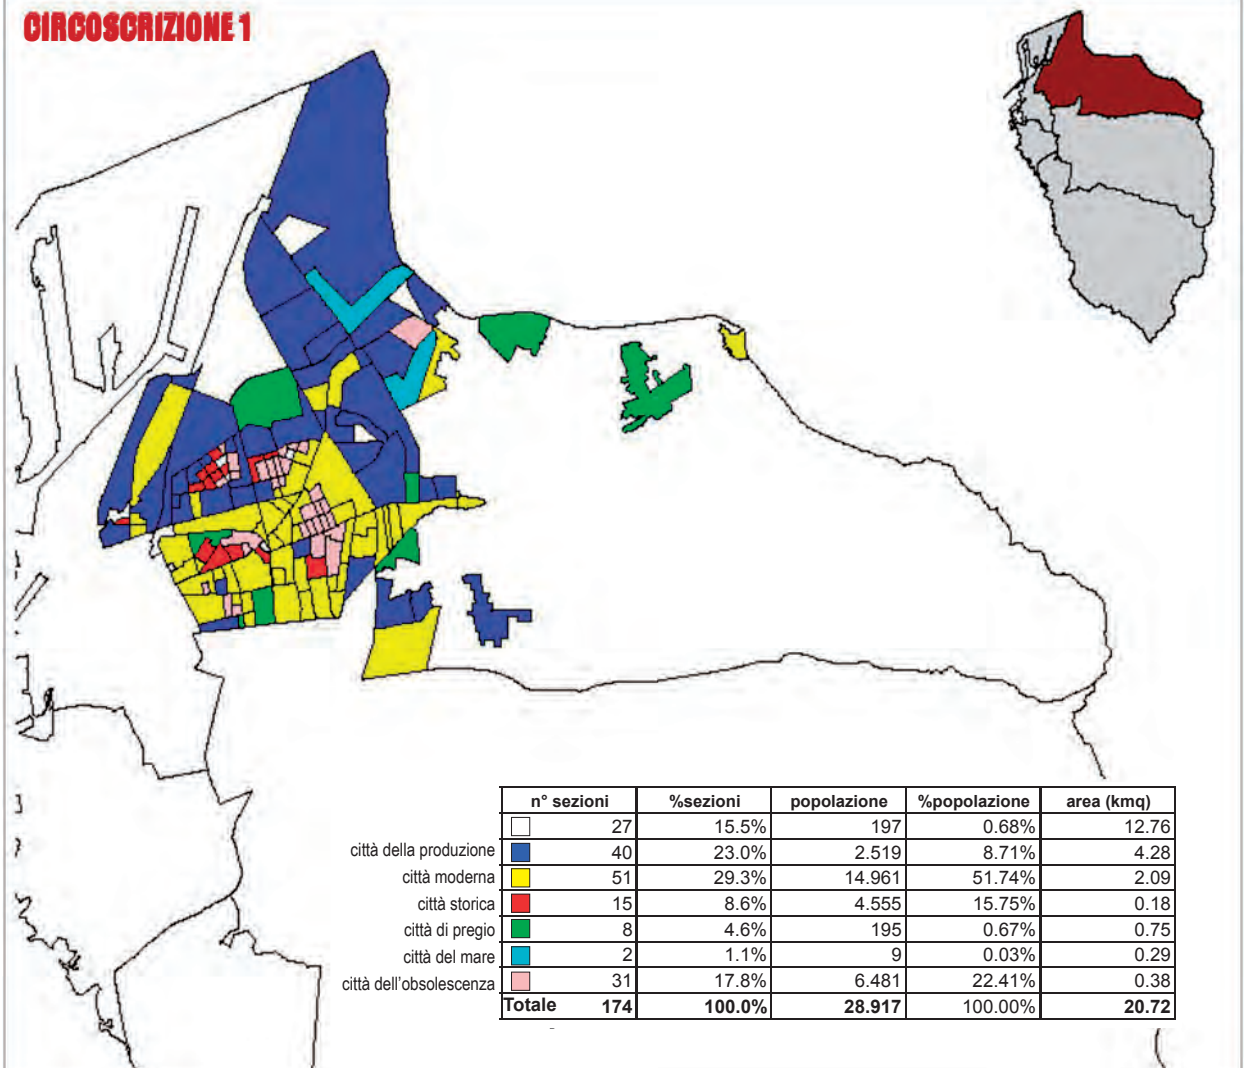 CIRCOSCRIZIONE 1
n° sezioni %sezioni popolazione %popolazione area (kmq)
27 15.5% 197 0.68% 12.76
città della produzione 40 23.0% 2.519 8.71% 4.28
città moderna 51 29.3% 14.961 51.74% 2.09
città storica 15 8.6% 4.555 15.75% 0.18
città di pregio 8 4.6% 195 0.67% 0.75
città del mare 2 1.1% 9 0.03% 0.29
città dell'obsolescenza 31 17.8% 6.481 22.41% 0.38
Totale 174 100.0% 28.917 100.00% 20.72